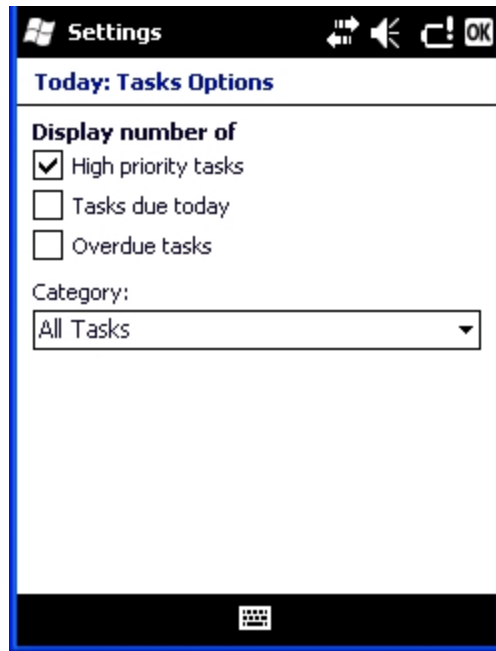 Settings
OK
Today: Tasks Options
Display number of
High priority tasks
Tasks due today
Overdue tasks
Category:
All Tasks